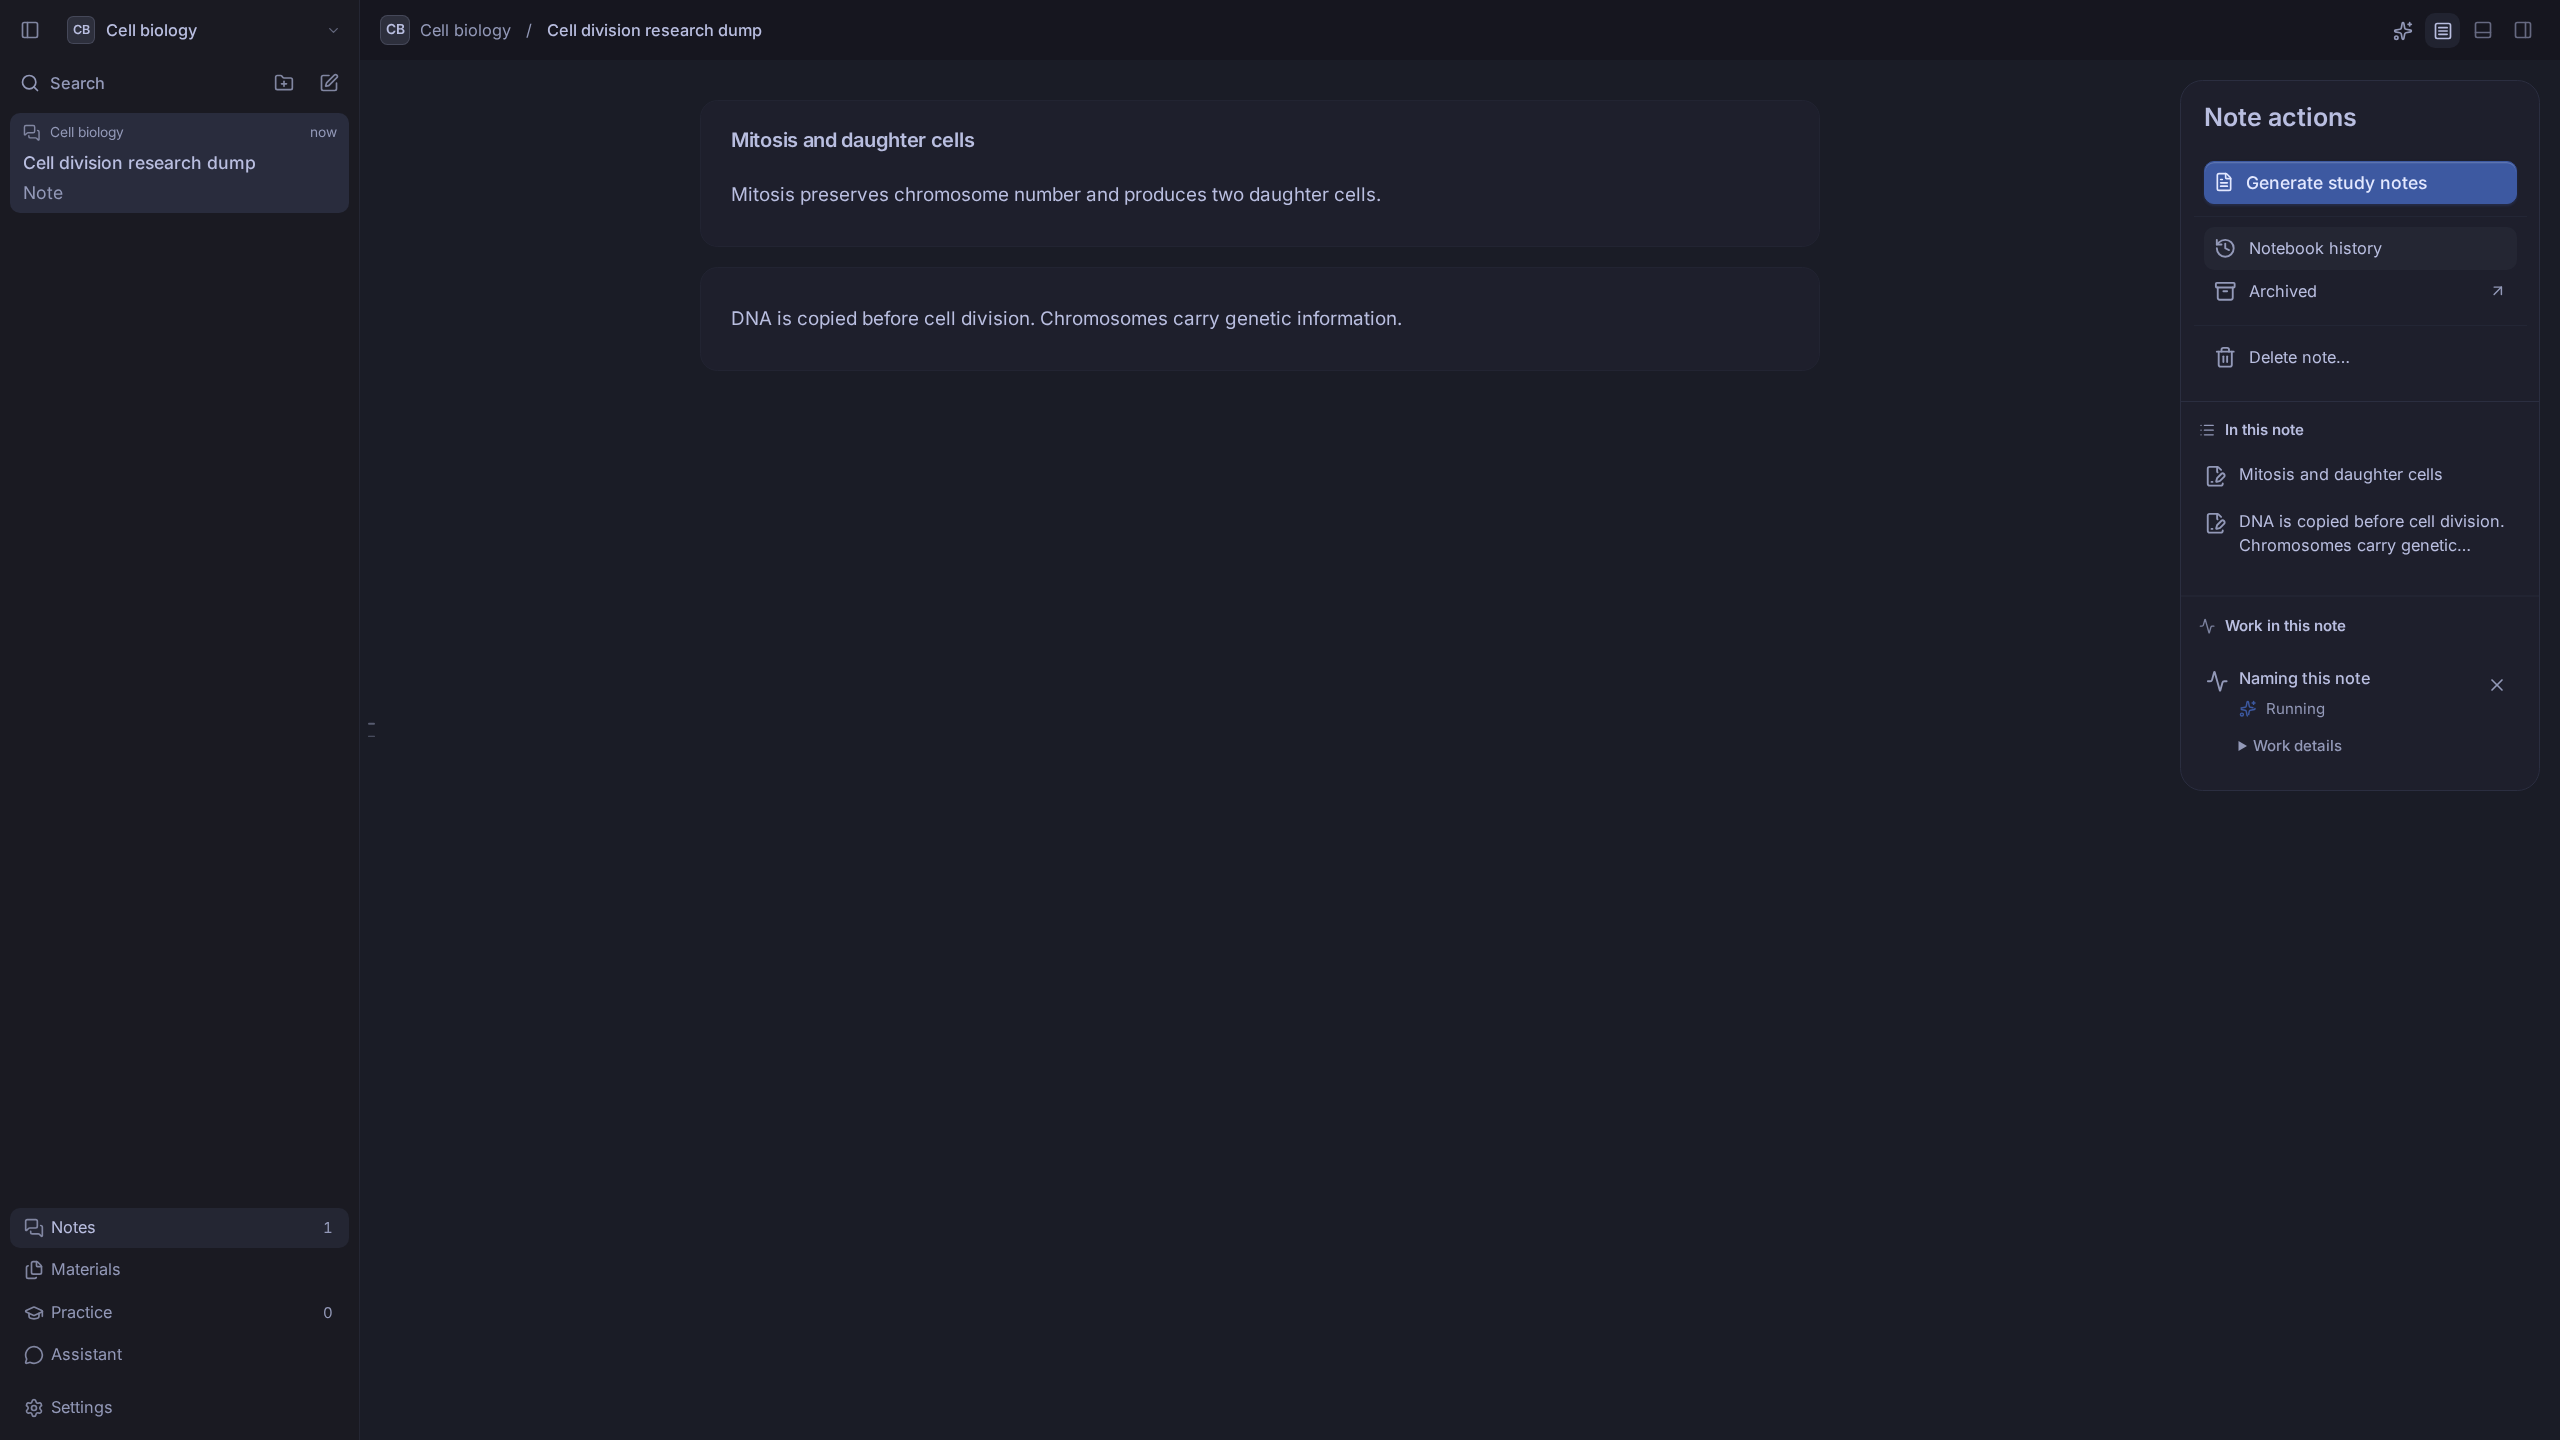 CB Cell biology
Search
Cell biology now
Cell division research dump
Note
Notes 1
Materials
Practice 0
Assistant
Settings
CB Cell biology / Cell division research dump
Mitosis and daughter cells
Mitosis preserves chromosome number and produces two daughter cells.
DNA is copied before cell division. Chromosomes carry genetic information.
Note actions
Generate study notes
Notebook history
Archived
Delete note...
In this note
Mitosis and daughter cells
DNA is copied before cell division.
Chromosomes carry genetic...
Work in this note
Naming this note
Running
Work details